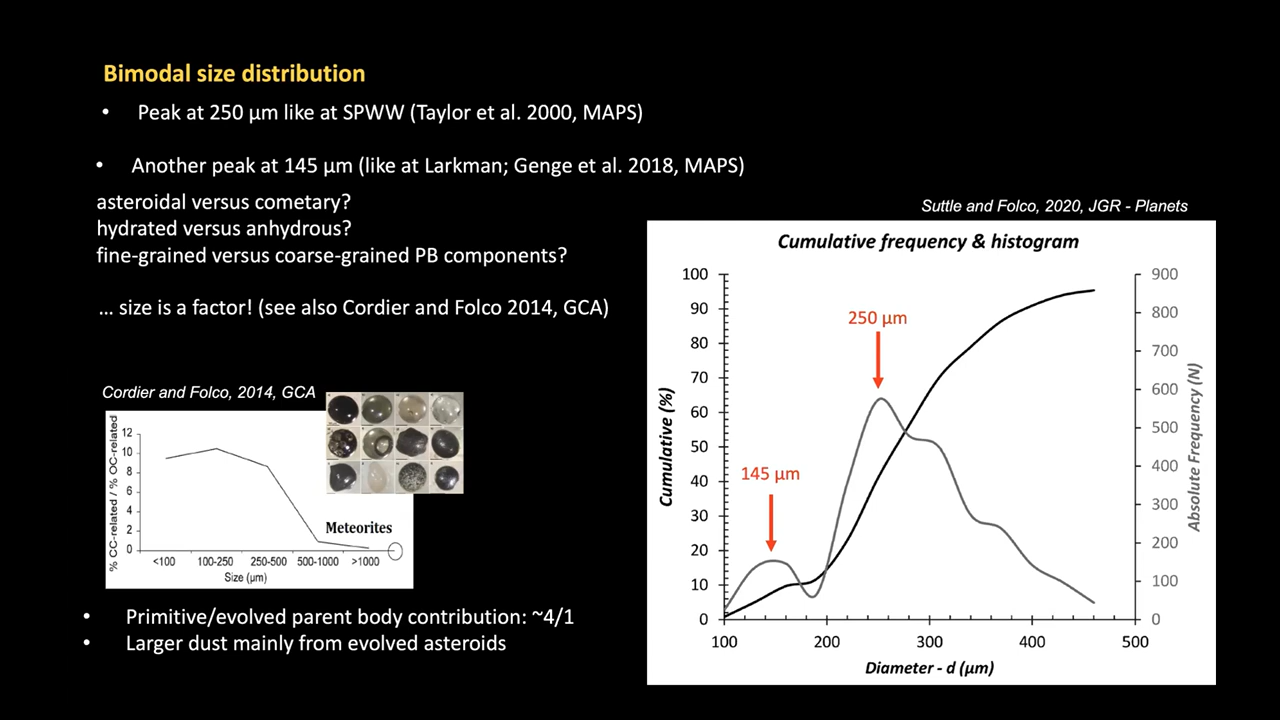 Bimodal size distribution
• Peak at 250 µm like at SPWW (Taylor et al. 2000, MAPS)
• Another peak at 145 µm (like at Larkman; Genge et al. 2018, MAPS)
asteroidal versus cometary?
hydrated versus anhydrous?
fine-grained versus coarse-grained PB components?
... size is a factor! (see also Cordier and Folco 2014, GCA)
Cordier and Folco, 2014, GCA
% CC-related / % OC-related
12
10
8
6
4
2
0
Meteorites
<100 100-250 250-500 500-1000 >1000
Size (µm)
• Primitive/evolved parent body contribution: ~4/1
• Larger dust mainly from evolved asteroids
Suttle and Folco, 2020, JGR - Planets
Cumulative frequency & histogram
Cumulative (%)
100
90
80
70
60
50
40
30
20
10
0
145 µm
250 µm
900
800
700
600
500
400
300
200
100
0
Absolute Frequency (N)
100 200 300 400 500
Diameter - d (µm)